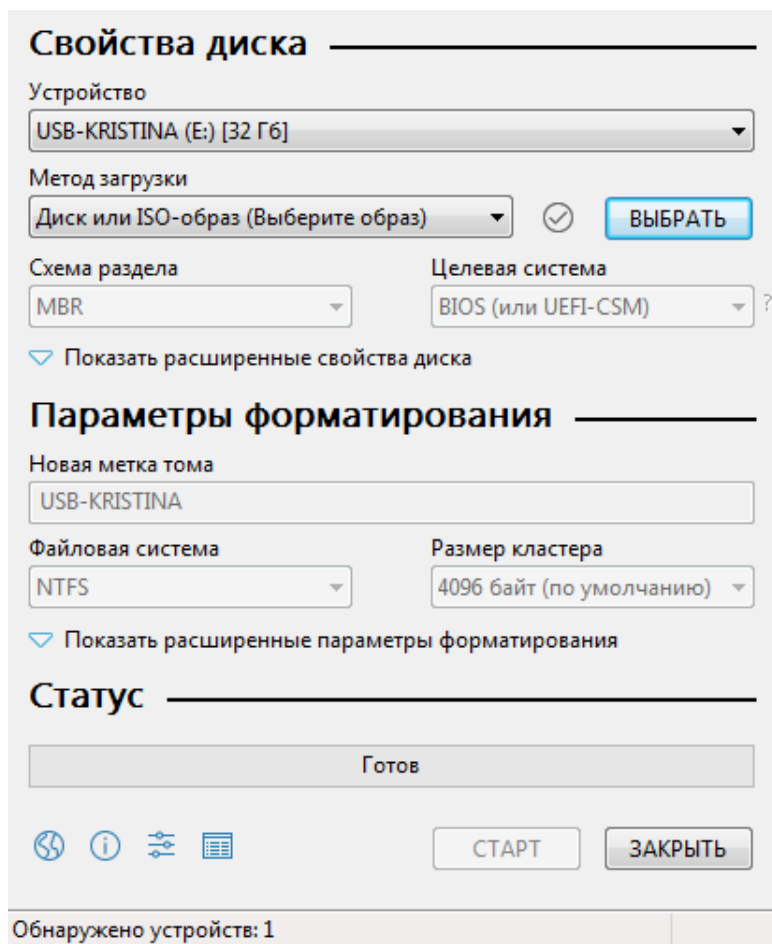 Свойства диска
Устройство
USB-KRISTINA (E:) [32 Гб]
Метод загрузки
Диск или ISO-образ (Выберите образ)
ВЫБРАТЬ
Схема раздела
Целевая система
MBR
BIOS (или UEFI-CSM)
?
Показать расширенные свойства диска
Параметры форматирования
Новая метка тома
USB-KRISTINA
Файловая система
Размер кластера
NTFS
4096 байт (по умолчанию)
Показать расширенные параметры форматирования
Статус
Готов
СТАРТ
ЗАКРЫТЬ
Обнаружено устройств: 1